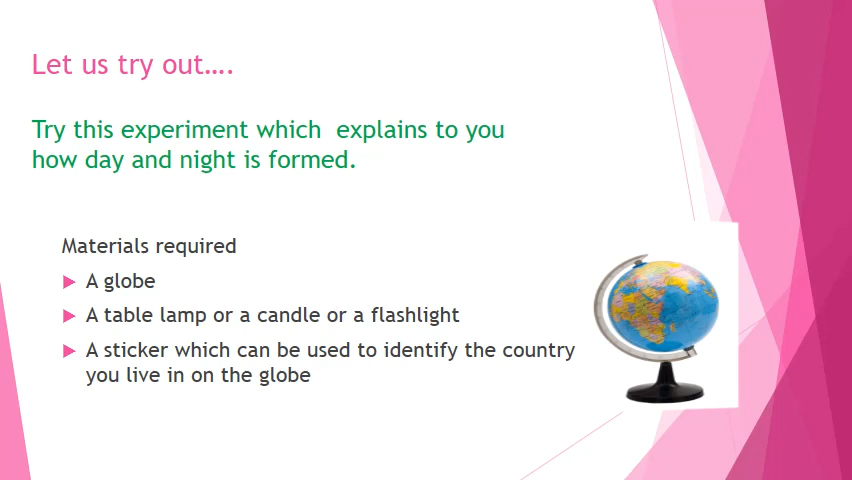 Let us try out….
Try this experiment which  explains to you
how day and night is formed.
Materials required
A globe
A table lamp or a candle or a flashlight
A sticker which can be used to identify the country
you live in on the globe